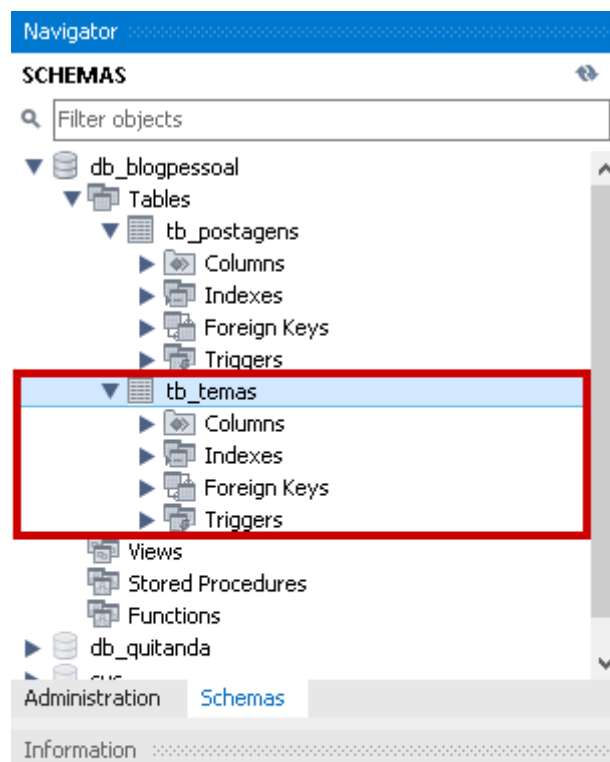 Navigator
SCHEMAS
Filter objects
db_blogpessoal
Tables
tb_postagens
Columns
Indexes
Foreign Keys
Triggers
tb_temas
Columns
Indexes
Foreign Keys
Triggers
Views
Stored Procedures
Functions
db_quitanda
Administration Schemas
Information